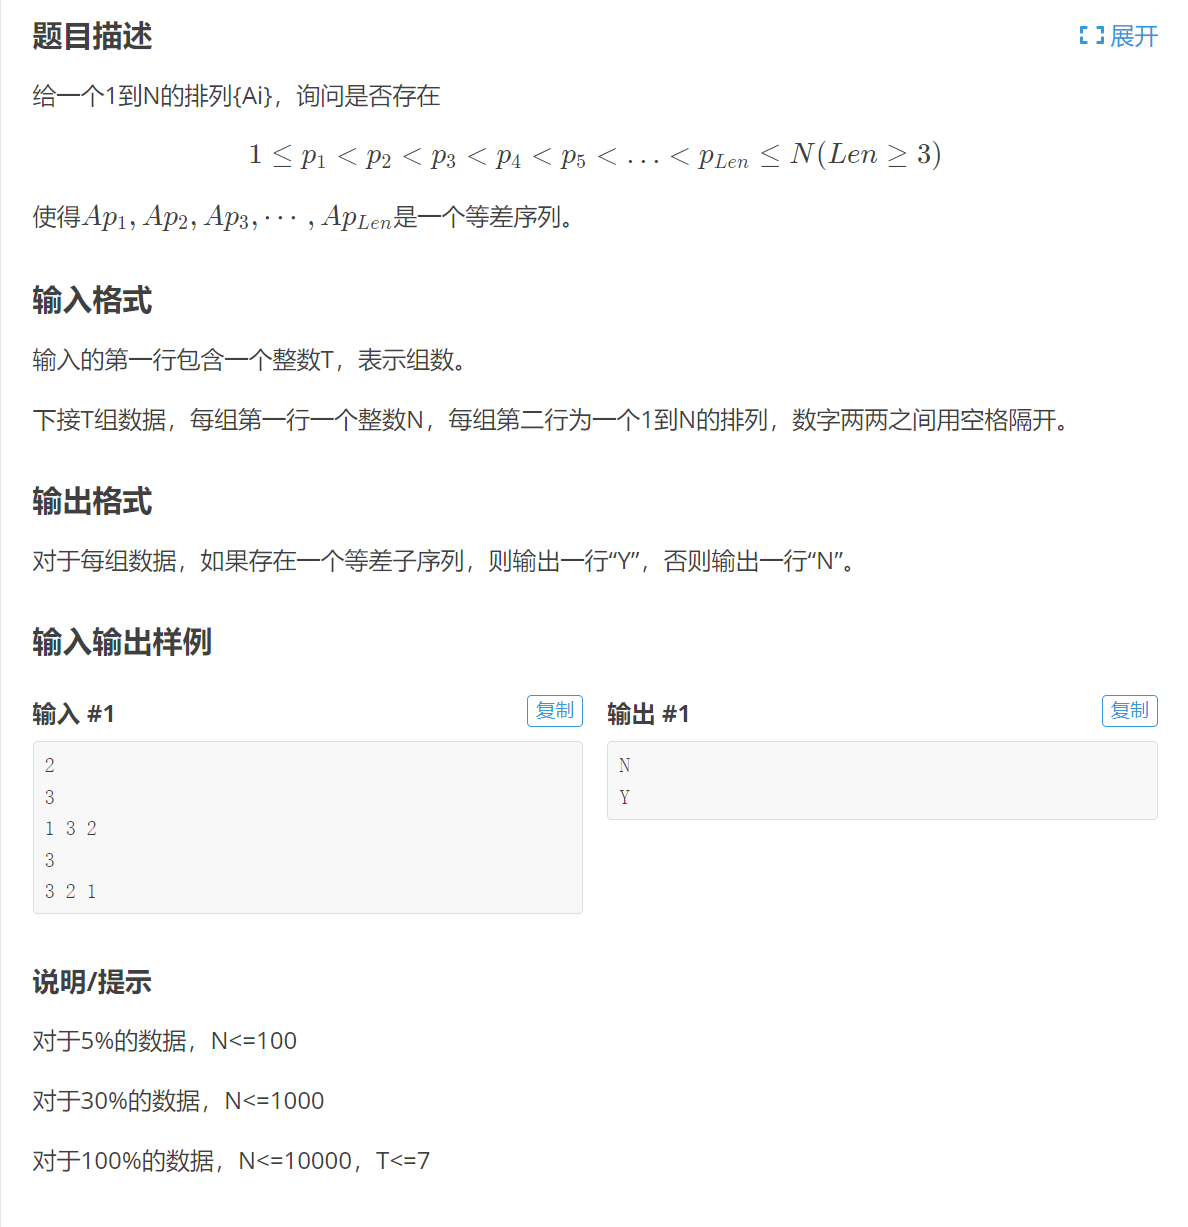 题目描述
展开
给一个1到N的排列{Ai}，询问是否存在
1 ≤ p₁ < p₂ < p₃ < p₄ < p₅ < … < p_{Len} ≤ N(Len ≥ 3)
使得Ap₁, Ap₂, Ap₃, ⋯ , Ap_{Len}是一个等差序列。
输入格式
输入的第一行包含一个整数T，表示组数。
下接T组数据，每组第一行一个整数N，每组第二行为一个1到N的排列，数字两两之间用空格隔开。
输出格式
对于每组数据，如果存在一个等差子序列，则输出一行“Y”，否则输出一行“N”。
输入输出样例
输入 #1
复制
2
3
1 3 2
3
3 2 1
输出 #1
复制
N
Y
说明/提示
对于5%的数据，N<=100
对于30%的数据，N<=1000
对于100%的数据，N<=10000，T<=7